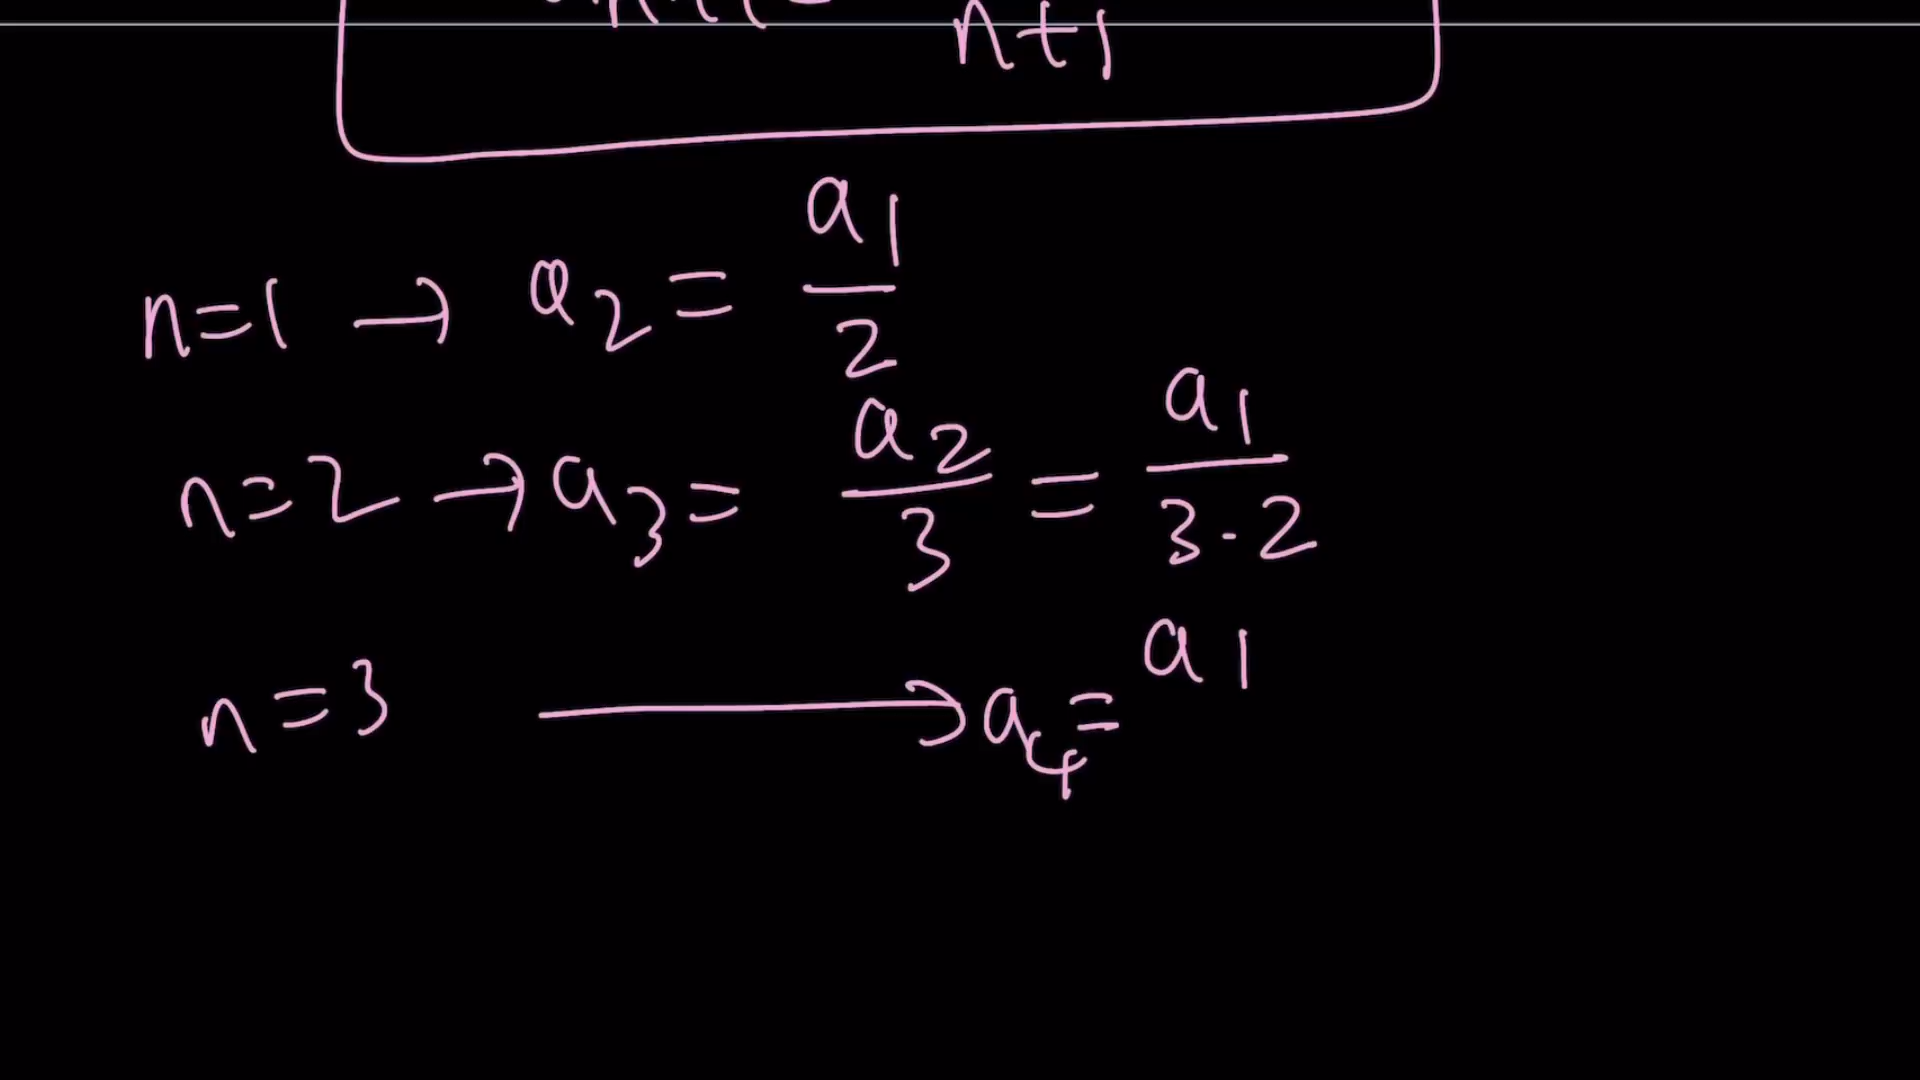 n+1
n=1 → a₂ = a₁/2
n=2 → a₃ = a₂/3 = a₁/(3·2)
n=3 → a₄ = a₁